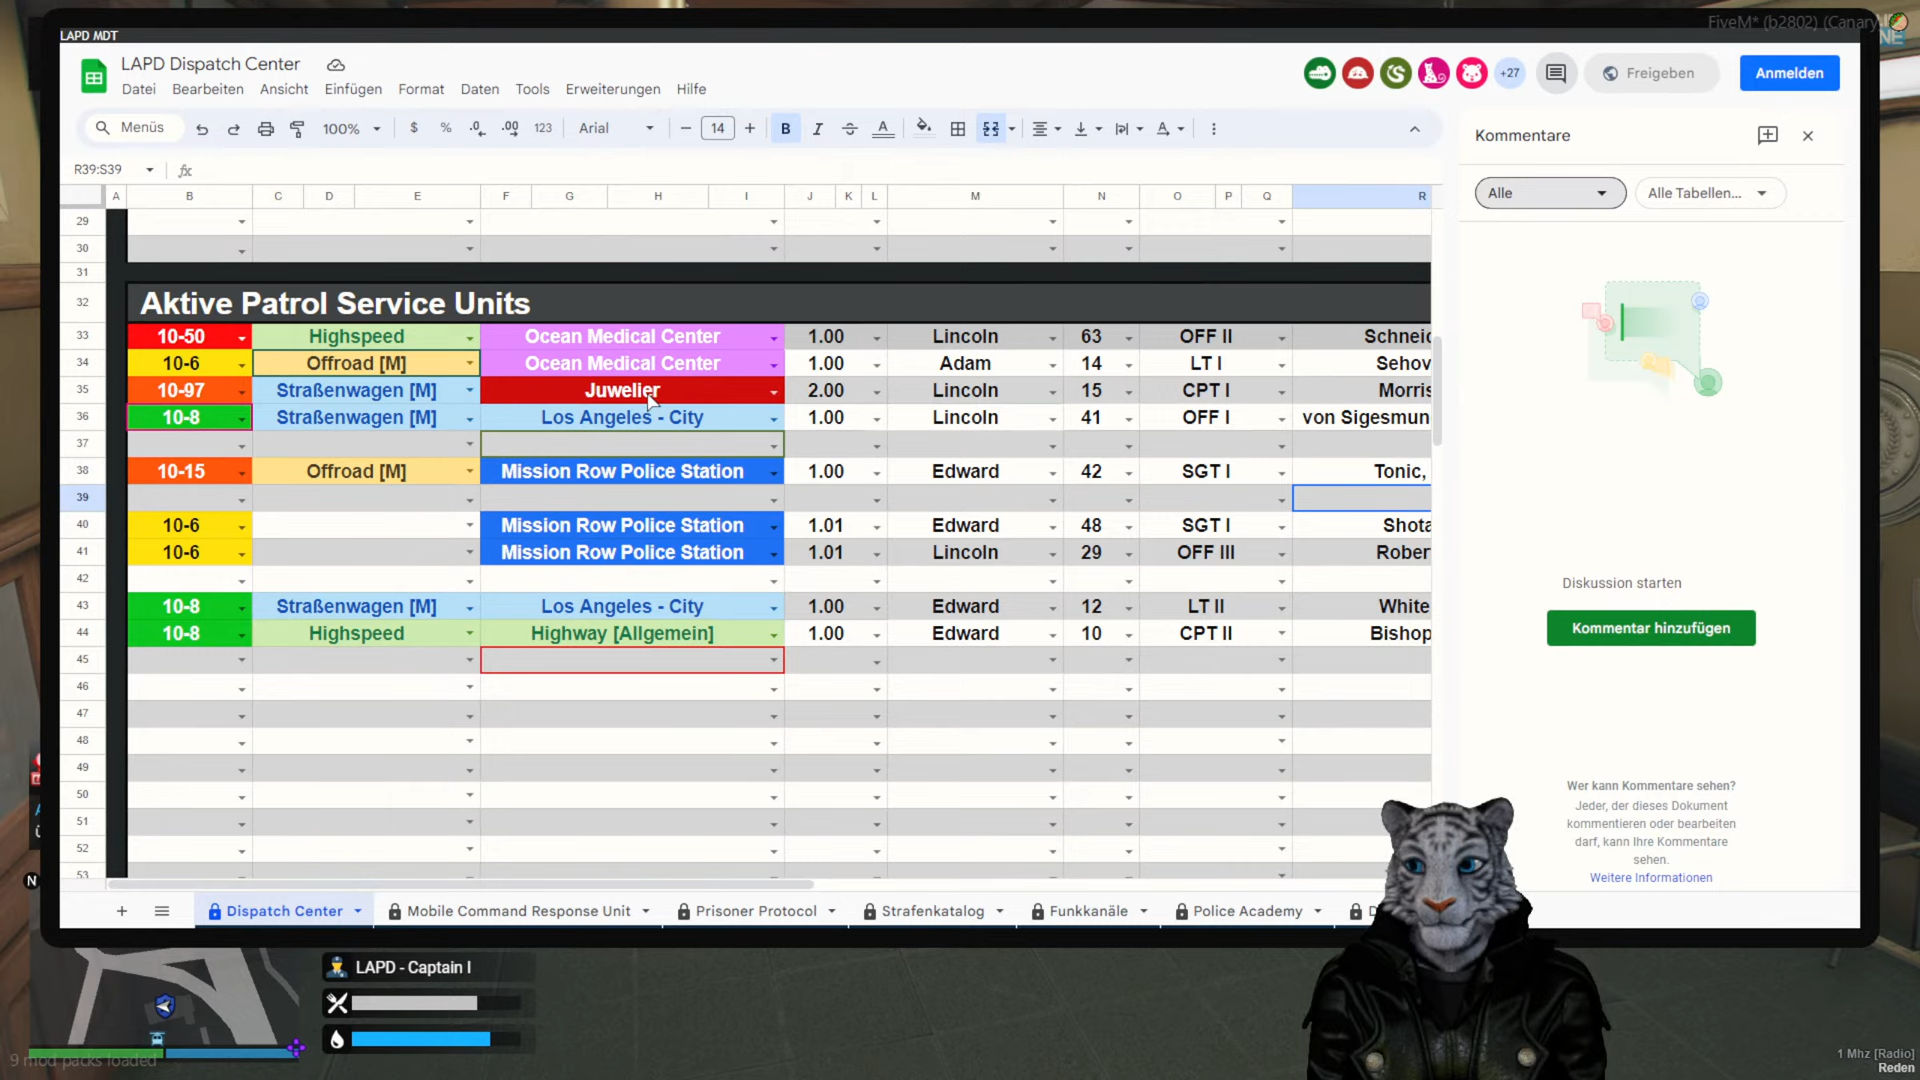 FiveM* (b2802) (Canary
LAPD MDT
LAPD Dispatch Center
+27
Freigeben
Anmelden
Datei Bearbeiten Ansicht Einfügen Format Daten Tools Erweiterungen Hilfe
Menüs 100% $ % .0 .00 123 Arial 14 B I A
Kommentare
R39:S39 fx
Alle Alle Tabellen...
A B C D E F G H I J K L M N O P Q R
29
30
31
32 Aktive Patrol Service Units
33 10-50 Highspeed Ocean Medical Center 1.00 Lincoln 63 OFF II Schneid
34 10-6 Offroad [M] Ocean Medical Center 1.00 Adam 14 LT I Sehov
35 10-97 Straßenwagen [M] Juwelier 2.00 Lincoln 15 CPT I Morris
36 10-8 Straßenwagen [M] Los Angeles - City 1.00 Lincoln 41 OFF I von Sigesmun
37
38 10-15 Offroad [M] Mission Row Police Station 1.00 Edward 42 SGT I Tonic,
39
40 10-6 Mission Row Police Station 1.01 Edward 48 SGT I Shota
41 10-6 Mission Row Police Station 1.01 Lincoln 29 OFF III Rober
42
43 10-8 Straßenwagen [M] Los Angeles - City 1.00 Edward 12 LT II White
44 10-8 Highspeed Highway [Allgemein] 1.00 Edward 10 CPT II Bishop
45
46
47
48
49
50
51
52
53
Diskussion starten
Kommentar hinzufügen
Wer kann Kommentare sehen?
Jeder, der dieses Dokument
kommentieren oder bearbeiten
darf, kann Ihre Kommentare
sehen.
Weitere Informationen
Dispatch Center Mobile Command Response Unit Prisoner Protocol Strafenkatalog Funkkanäle Police Academy
N
LAPD - Captain I
9 mod packs loaded
1 Mhz [Radio]
Reden